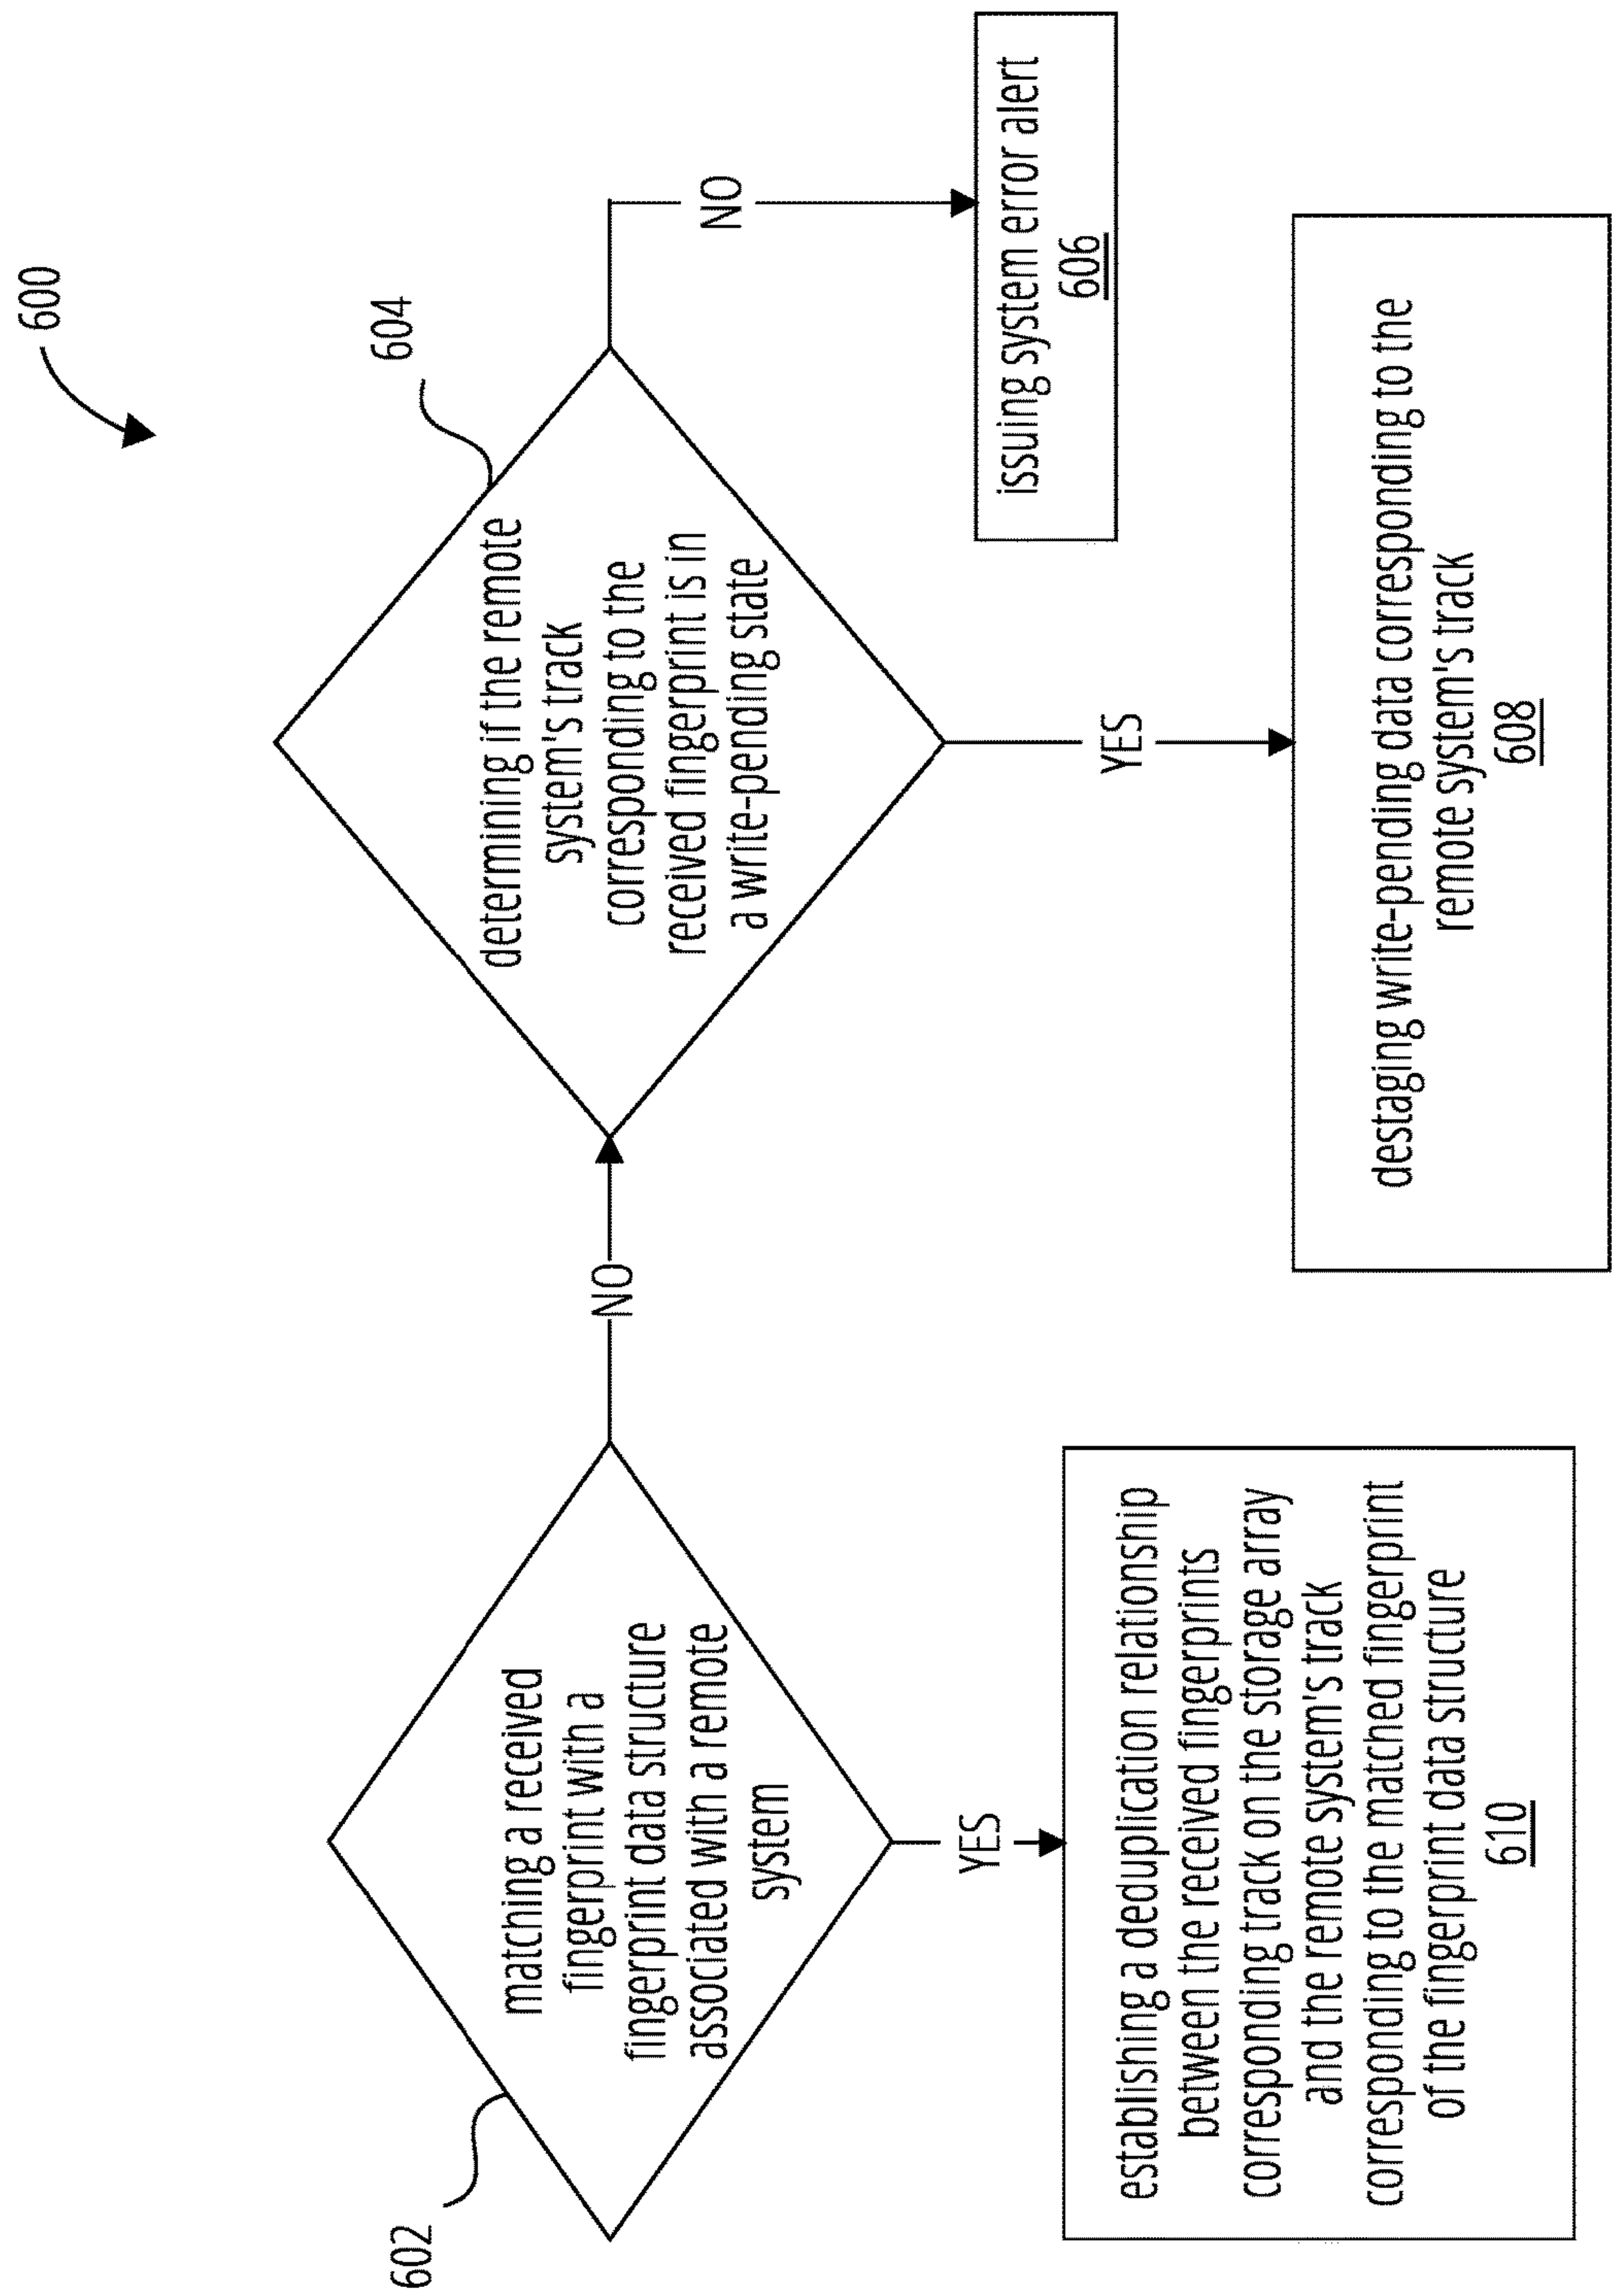 600
602
matching a received
fingerprint with a
fingerprint data structure
associated with a remote
system
NO
604
determining if the remote
system's track
corresponding to the
received fingerprint is in
a write-pending state
NO
issuing system error alert
606
YES
destaging write-pending data corresponding to the
remote system's track
608
YES
establishing a deduplication relationship
between the received fingerprints
corresponding track on the storage array
and the remote system's track
corresponding to the matched fingerprint
of the fingerprint data structure
610